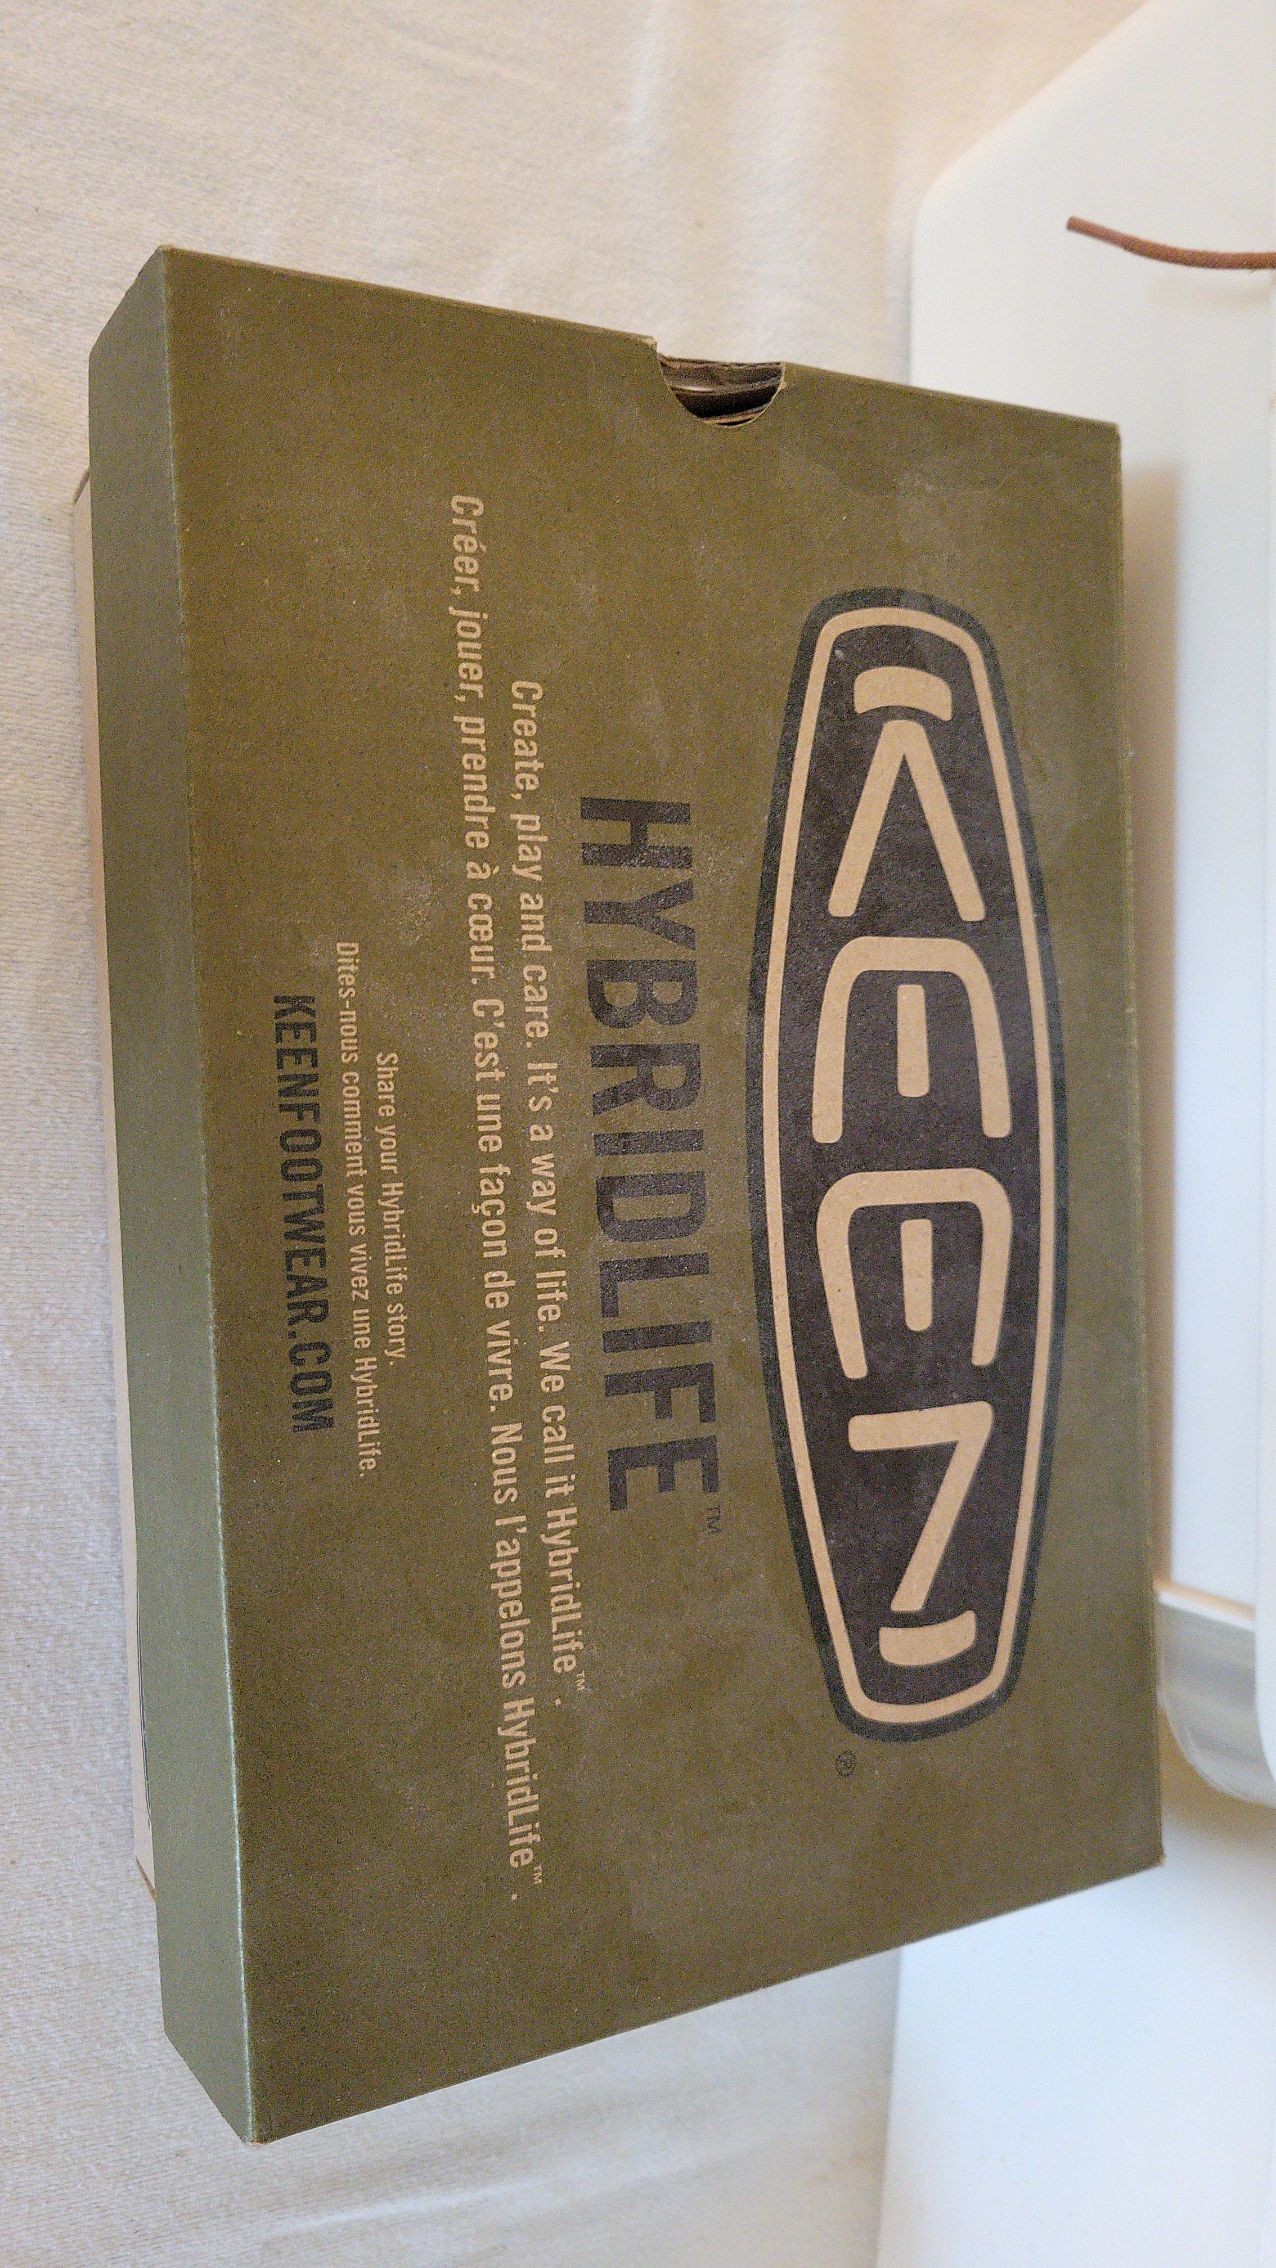 KEEN
®
HYBRIDLIFE™
Create, play and care. It's a way of life. We call it HybridLife™.
Créer, jouer, prendre à cœur. C'est une façon de vivre. Nous l'appelons HybridLife™.
Share your HybridLife story.
Dites-nous comment vous vivez une HybridLife.
KEENFOOTWEAR.COM